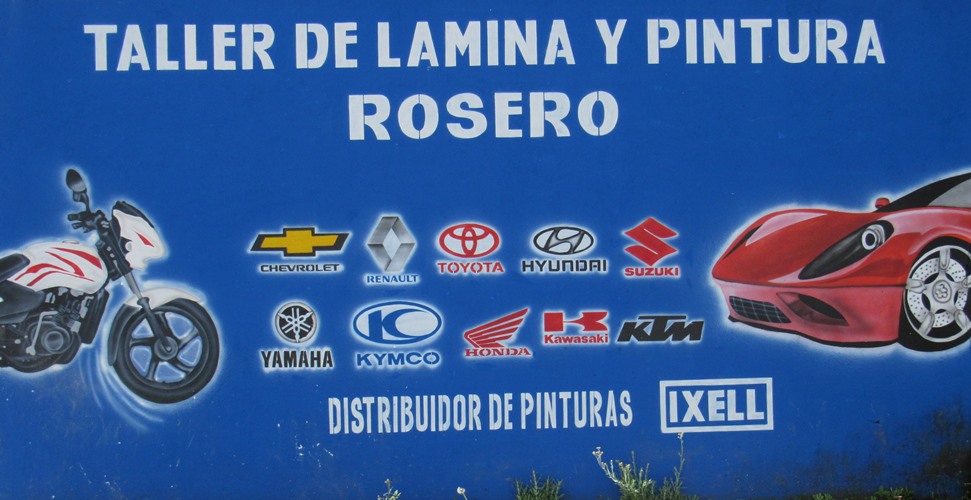 TALLER DE LAMINA Y PINTURA
ROSERO
CHEVROLET RENAULT TOYOTA HYUNDAI SUZUKI
YAMAHA KYMCO HONDA Kawasaki KTM
DISTRIBUIDOR DE PINTURAS IXELL